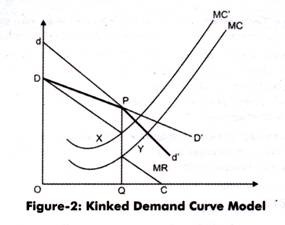 MC'
MC
d
D
P
X
Y
D'
d'
MR
O
Q
C
Figure-2: Kinked Demand Curve Model